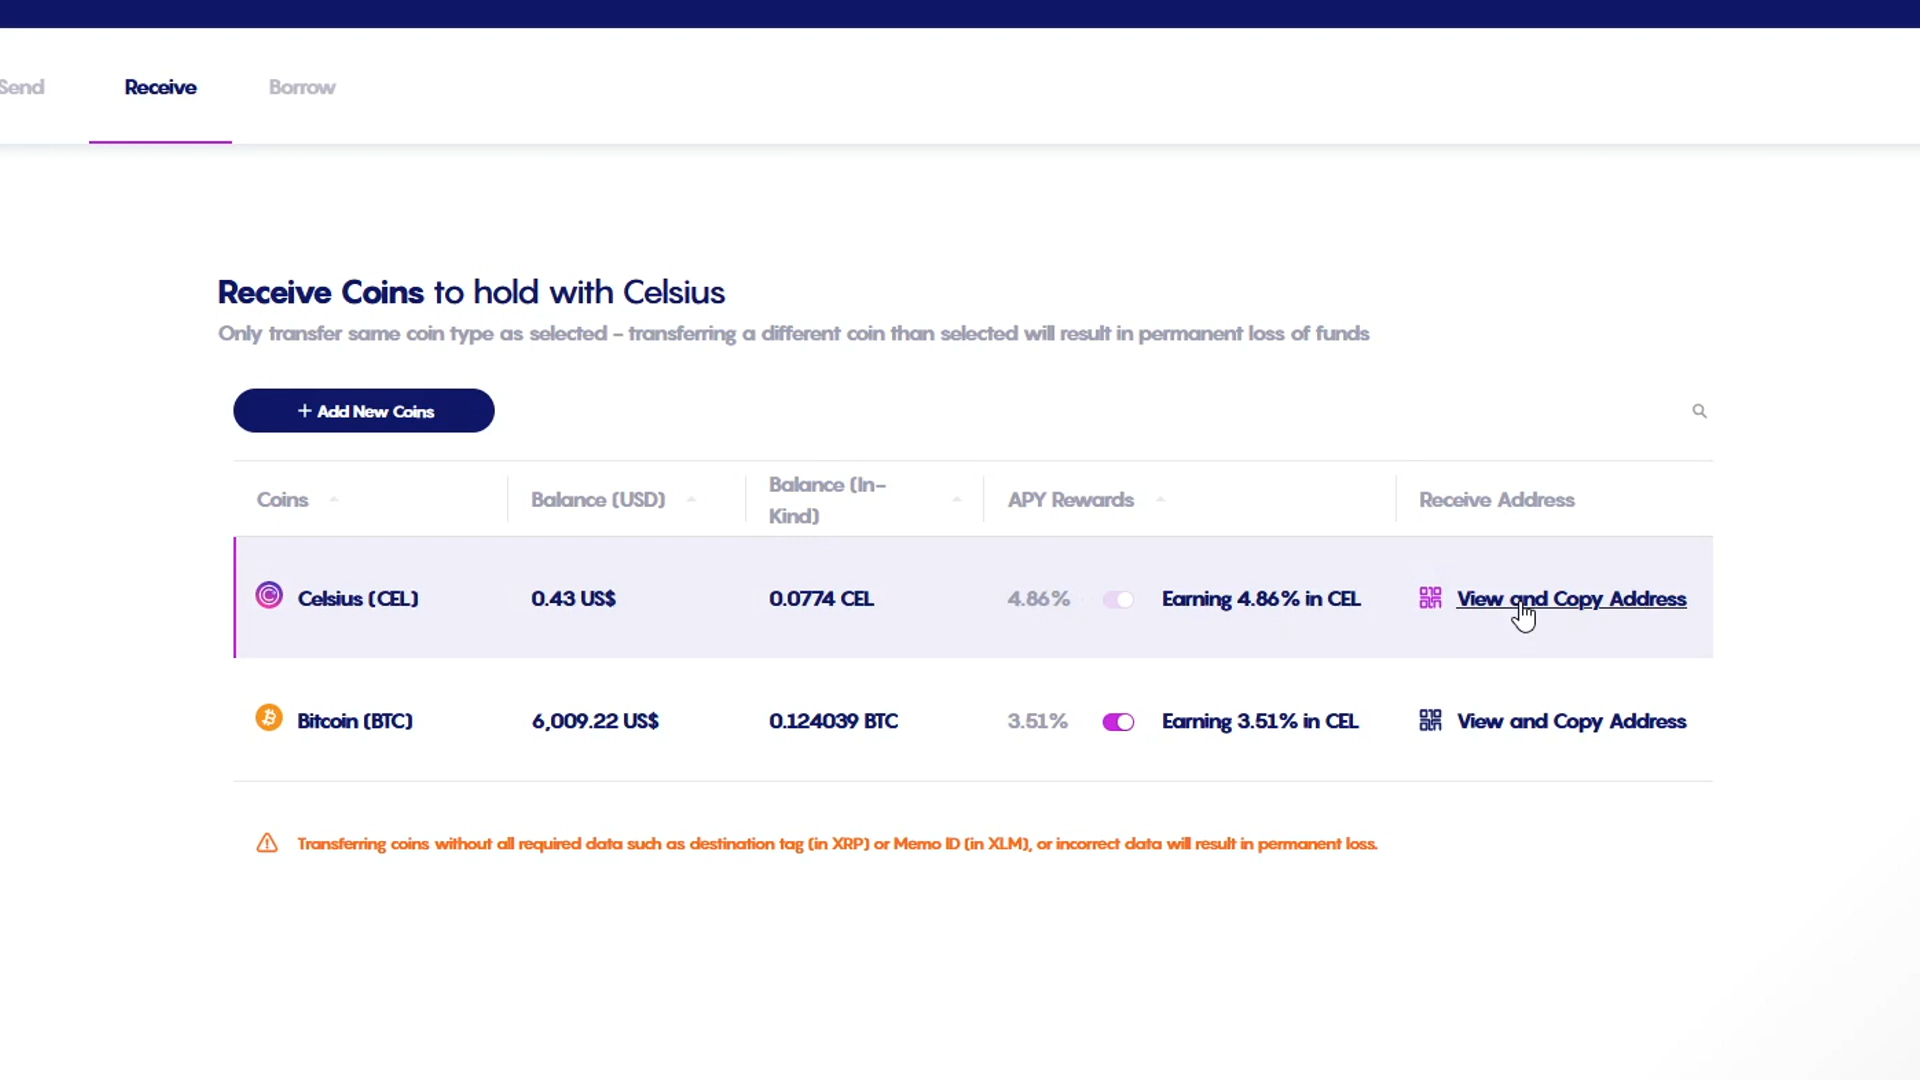 Send Receive Borrow
Receive Coins to hold with Celsius
Only transfer same coin type as selected – transferring a different coin than selected will result in permanent loss of funds
+ Add New Coins
Coins Balance (USD) Balance (In-
Kind) APY Rewards Receive Address
Celsius (CEL) 0.43 US$ 0.0774 CEL 4.86% Earning 4.86% in CEL View and Copy Address
Bitcoin (BTC) 6,009.22 US$ 0.124039 BTC 3.51% Earning 3.51% in CEL View and Copy Address
Transferring coins without all required data such as destination tag (in XRP) or Memo ID (in XLM), or incorrect data will result in permanent loss.